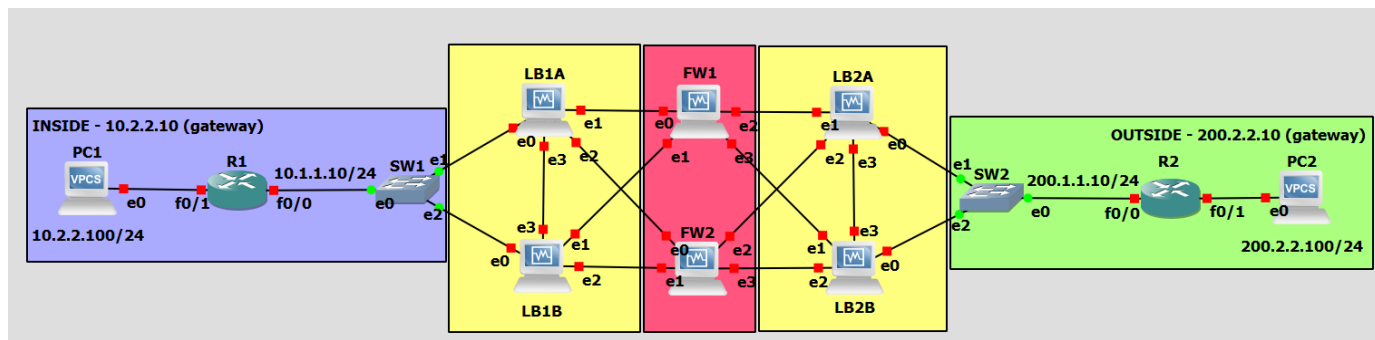 INSIDE - 10.2.2.10 (gateway)
PC1
VPCS
e0
10.2.2.100/24
R1
f0/1
f0/0
10.1.1.10/24
SW1
e0
e1
e2
LB1A
e0
e1
e2
e3
LB1B
e0
e1
e2
e3
FW1
e0
e1
e2
e3
FW2
e0
e1
e2
e3
LB2A
e1
e2
e3
e0
LB2B
e1
e2
e3
e0
OUTSIDE - 200.2.2.10 (gateway)
SW2
e1
e2
e0
200.1.1.10/24
R2
f0/0
f0/1
PC2
VPCS
e0
200.2.2.100/24